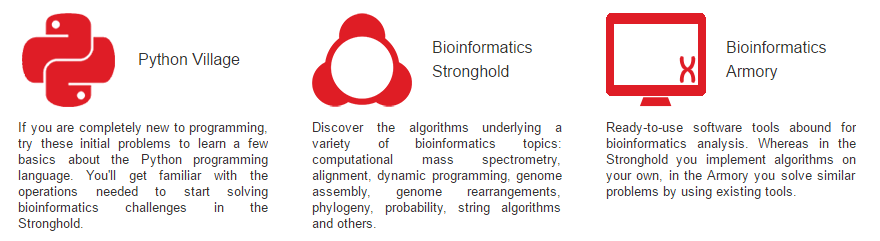 Python Village
If you are completely new to programming,
try these initial problems to learn a few
basics about the Python programming
language. You'll get familiar with the
operations needed to start solving
bioinformatics challenges in the
Stronghold.
Bioinformatics
Stronghold
Discover the algorithms underlying a
variety of bioinformatics topics:
computational mass spectrometry,
alignment, dynamic programming, genome
assembly, genome rearrangements,
phylogeny, probability, string algorithms
and others.
Bioinformatics
Armory
Ready-to-use software tools abound for
bioinformatics analysis. Whereas in the
Stronghold you implement algorithms on
your own, in the Armory you solve similar
problems by using existing tools.